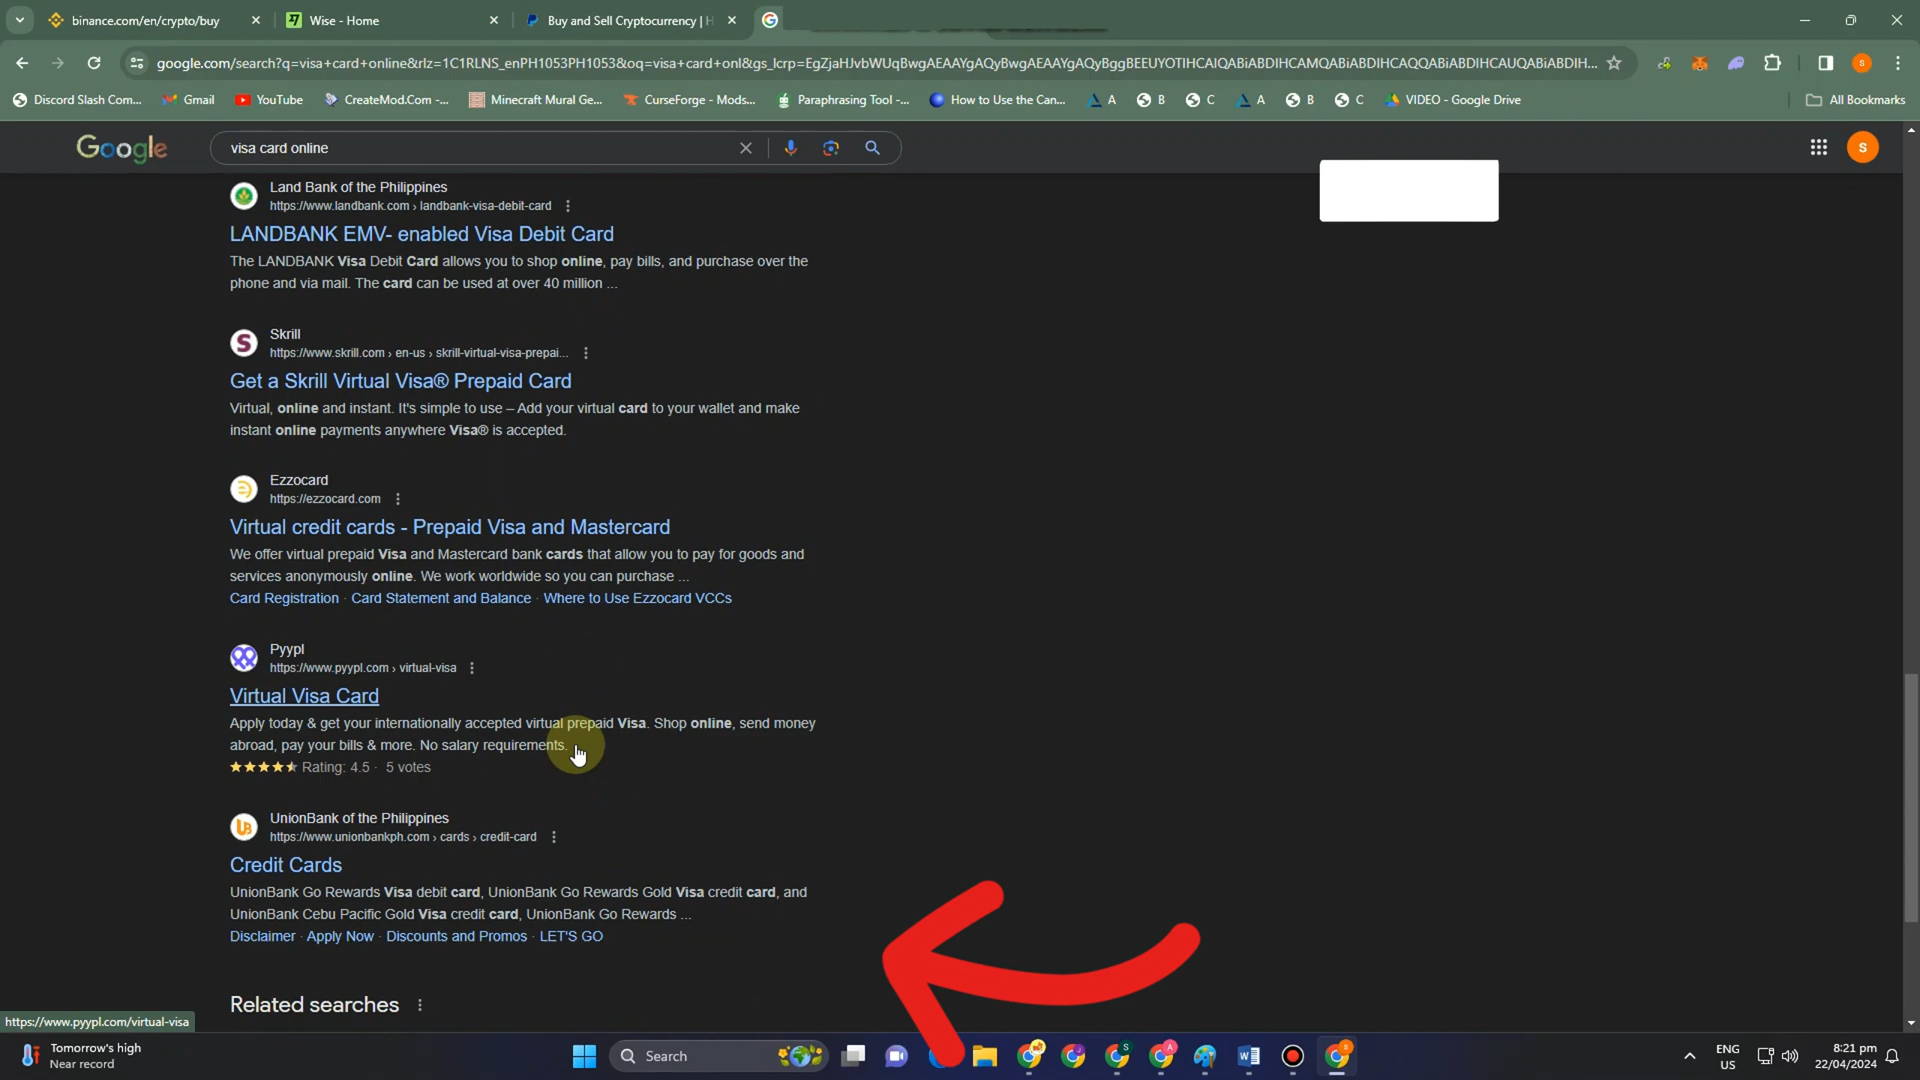 binance.com/en/crypto/buy
Wise - Home
Buy and Sell Cryptocurrency | H
google.com/search?q=visa+card+online&rlz=1C1RLNS_enPH1053PH1053&oq=visa+card+onl&gs_lcrp=EgZjaHJvbWUqBwgAEAAYgAQyBwgAEAAYgAQyBggBEEUYOTIHCAIQABiABDIHCAMQABiABDIHCAQQABiABDIHCAUQABiABDI...
Discord Slash Com...
Gmail
YouTube
CreateMod.Com -...
Minecraft Mural Ge...
CurseForge - Mods...
Paraphrasing Tool -...
How to Use the Can...
A
B
C
A
B
C
VIDEO - Google Drive
All Bookmarks
Google
visa card online
S
Land Bank of the Philippines
https://www.landbank.com › landbank-visa-debit-card
LANDBANK EMV- enabled Visa Debit Card
The LANDBANK Visa Debit Card allows you to shop online, pay bills, and purchase over the
phone and via mail. The card can be used at over 40 million ...
Skrill
https://www.skrill.com › en-us › skrill-virtual-visa-prepai...
Get a Skrill Virtual Visa® Prepaid Card
Virtual, online and instant. It's simple to use – Add your virtual card to your wallet and make
instant online payments anywhere Visa® is accepted.
Ezzocard
https://ezzocard.com
Virtual credit cards - Prepaid Visa and Mastercard
We offer virtual prepaid Visa and Mastercard bank cards that allow you to pay for goods and
services anonymously online. We work worldwide so you can purchase ...
Card Registration · Card Statement and Balance · Where to Use Ezzocard VCCs
Pyypl
https://www.pyypl.com › virtual-visa
Virtual Visa Card
Apply today & get your internationally accepted virtual prepaid Visa. Shop online, send money
abroad, pay your bills & more. No salary requirements.
Rating: 4.5 · 5 votes
UnionBank of the Philippines
https://www.unionbankph.com › cards › credit-card
Credit Cards
UnionBank Go Rewards Visa debit card, UnionBank Go Rewards Gold Visa credit card, and
UnionBank Cebu Pacific Gold Visa credit card, UnionBank Go Rewards ...
Disclaimer · Apply Now · Discounts and Promos · LET'S GO
Related searches
https://www.pyypl.com/virtual-visa
Tomorrow's high
Near record
Search
ENG
US
8:21 pm
22/04/2024